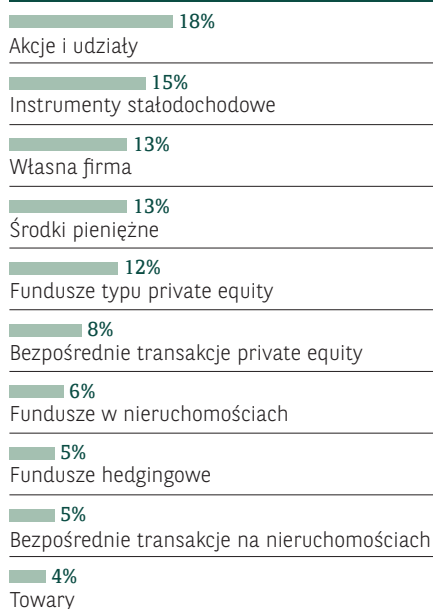 18%
Akcje i udziały
15%
Instrumenty stałodochodowe
13%
Własna firma
13%
Środki pieniężne
12%
Fundusze typu private equity
8%
Bezpośrednie transakcje private equity
6%
Fundusze w nieruchomościach
5%
Fundusze hedgingowe
5%
Bezpośrednie transakcje na nieruchomościach
4%
Towary